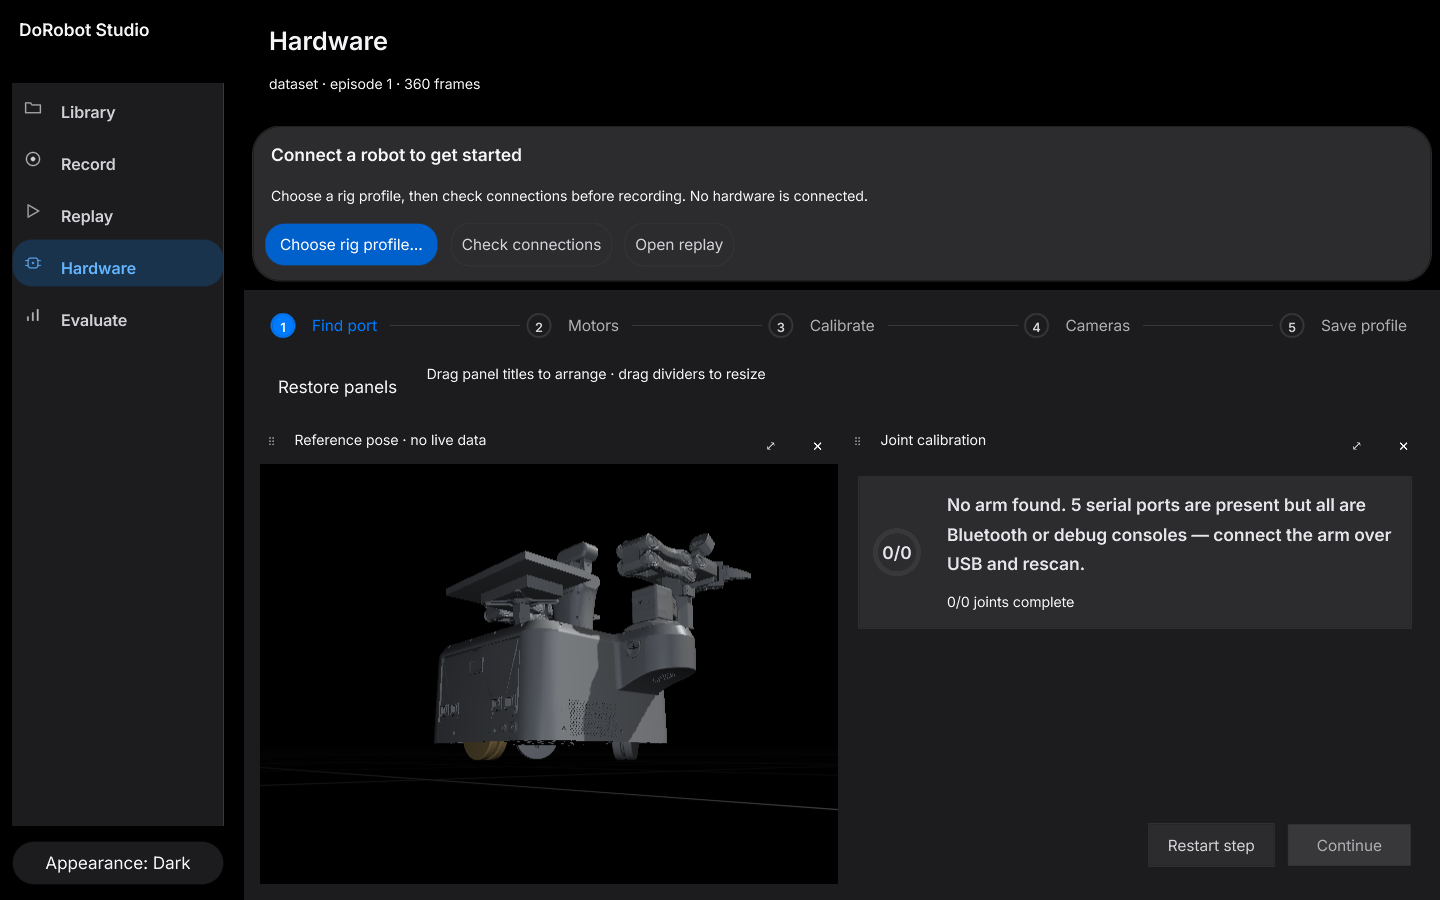 DoRobot Studio
Library
Record
Replay
Hardware
Evaluate
Appearance: Dark
Hardware
dataset · episode 1 · 360 frames
Connect a robot to get started
Choose a rig profile, then check connections before recording. No hardware is connected.
Choose rig profile...
Check connections
Open replay
1 Find port
2 Motors
3 Calibrate
4 Cameras
5 Save profile
Restore panels
Drag panel titles to arrange · drag dividers to resize
Reference pose · no live data
Joint calibration
0/0
No arm found. 5 serial ports are present but all are
Bluetooth or debug consoles — connect the arm over
USB and rescan.
0/0 joints complete
Restart step
Continue